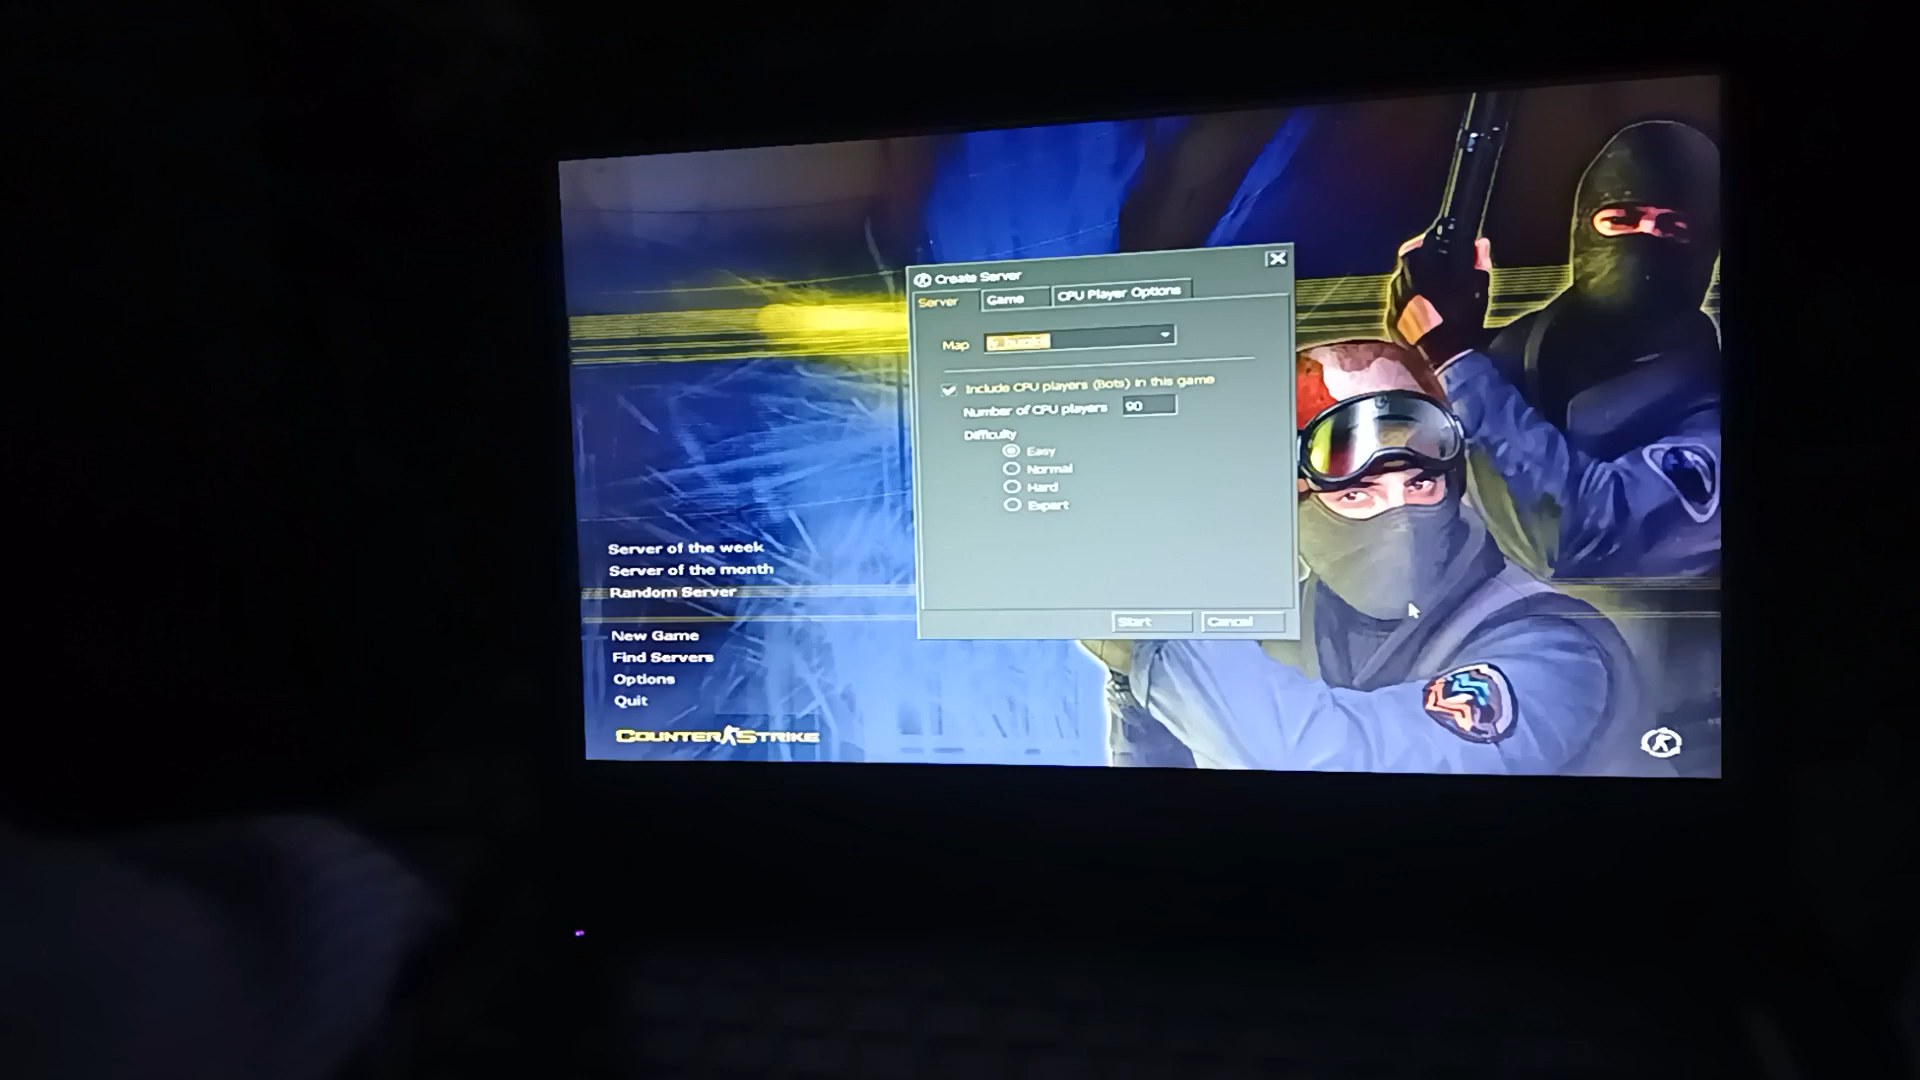 Create Server
Server Game CPU Player Options
Map
Include CPU players (Bots) in this game
Number of CPU players 90
Difficulty
Easy
Normal
Hard
Expert
Start Cancel
Server of the week
Server of the month
Random Server
New Game
Find Servers
Options
Quit
COUNTER STRIKE